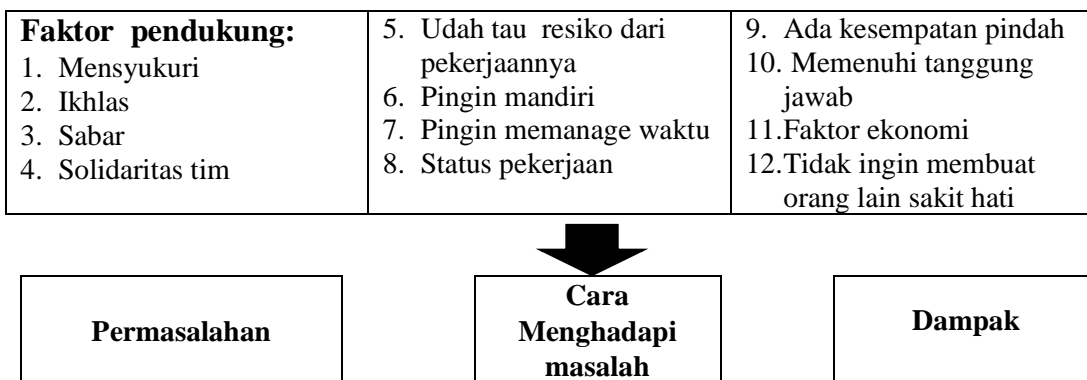 Faktor pendukung:
1. Mensyukuri
2. Ikhlas
3. Sabar
4. Solidaritas tim
5. Udah tau resiko dari
pekerjaannya
6. Pingin mandiri
7. Pingin memanage waktu
8. Status pekerjaan
9. Ada kesempatan pindah
10. Memenuhi tanggung
jawab
11.Faktor ekonomi
12.Tidak ingin membuat
orang lain sakit hati
Permasalahan
Cara
Menghadapi
masalah
Dampak